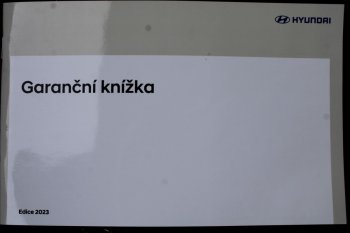 HYUNDAI
Garanční knížka
Edice 2023